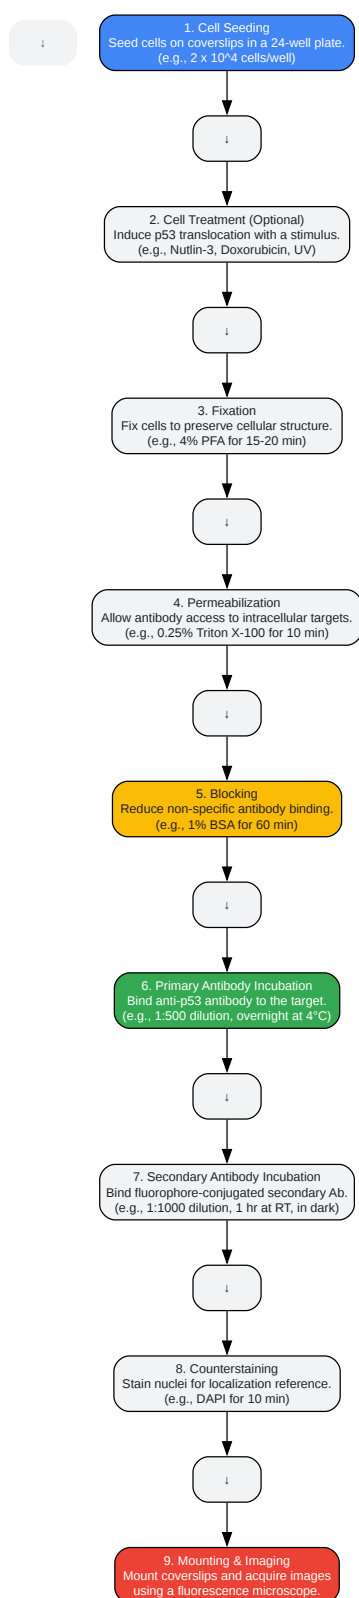 ↓
1. Cell Seeding
Seed cells on coverslips in a 24-well plate.
(e.g., 2 x 10^4 cells/well)
↓
2. Cell Treatment (Optional)
Induce p53 translocation with a stimulus.
(e.g., Nutlin-3, Doxorubicin, UV)
↓
3. Fixation
Fix cells to preserve cellular structure.
(e.g., 4% PFA for 15-20 min)
↓
4. Permeabilization
Allow antibody access to intracellular targets.
(e.g., 0.25% Triton X-100 for 10 min)
↓
5. Blocking
Reduce non-specific antibody binding.
(e.g., 1% BSA for 60 min)
↓
6. Primary Antibody Incubation
Bind anti-p53 antibody to the target.
(e.g., 1:500 dilution, overnight at 4°C)
↓
7. Secondary Antibody Incubation
Bind fluorophore-conjugated secondary Ab.
(e.g., 1:1000 dilution, 1 hr at RT, in dark)
↓
8. Counterstaining
Stain nuclei for localization reference.
(e.g., DAPI for 10 min)
↓
9. Mounting & Imaging
Mount coverslips and acquire images
using a fluorescence microscope.